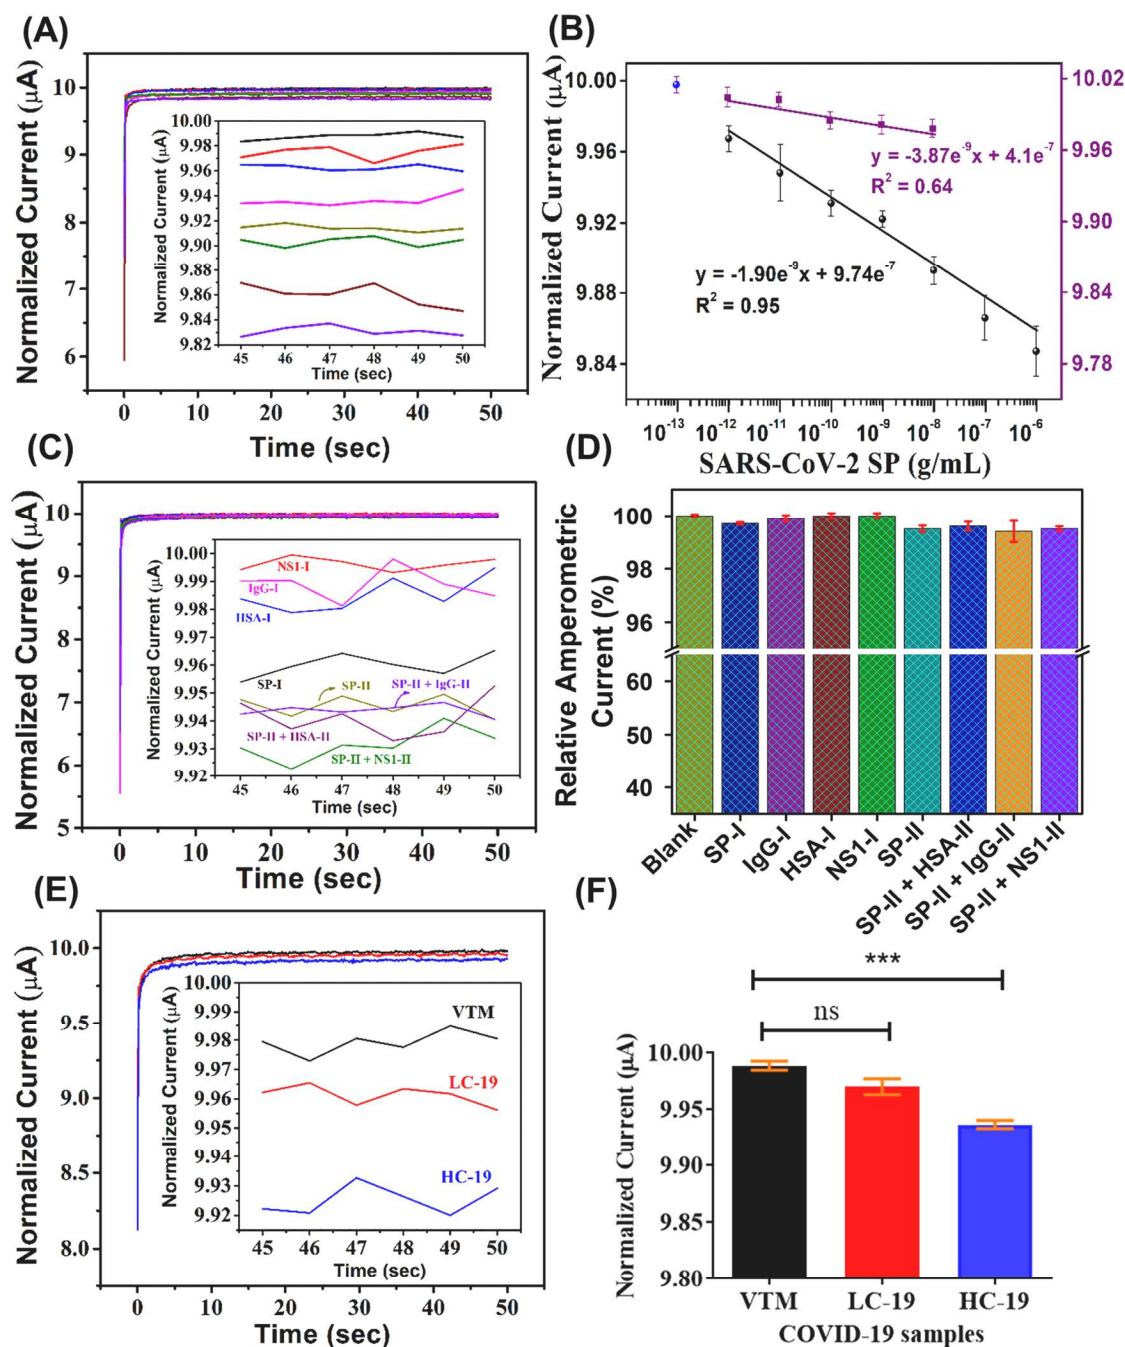 (A)
Normalized Current (μA)
10
9
8
7
6
0 10 20 30 40 50
Time (sec)
Normalized Current (μA)
10.00
9.98
9.96
9.95
9.94
9.92
9.90
9.88
9.86
9.85
9.83
9.82
45 46 47 48 49 50
Time (sec)
(B)
Normalized Current (μA)
10.00
9.96
9.92
9.88
9.84
10.02
9.96
9.90
9.84
9.78
y = -3.87e⁻⁹x + 4.1e⁻⁷
R² = 0.64
y = -1.90e⁻⁹x + 9.74e⁻⁷
R² = 0.95
10⁻¹³ 10⁻¹² 10⁻¹¹ 10⁻¹⁰ 10⁻⁹ 10⁻⁸ 10⁻⁷ 10⁻⁶
SARS-CoV-2 SP (g/mL)
(C)
Normalized Current (μA)
10
9
8
7
6
5
0 10 20 30 40 50
Time (sec)
Normalized Current (μA)
10.00
9.99
9.98
9.97
9.96
9.95
9.94
9.93
9.92
NS1-I
IgG-I
HSA-I
SP-I
SP-II
SP-II + IgG-II
SP-II + HSA-II
SP-II + NS1-II
45 46 47 48 49 50
Time (sec)
(D)
Relative Amperometric
Current (%)
100
98
96
60
50
40
Blank
SP-I
IgG-I
HSA-I
NS1-I
SP-II
SP-II + HSA-II
SP-II + IgG-II
SP-II + NS1-II
(E)
Normalized Current (μA)
10.0
9.5
9.0
8.5
8.0
0 10 20 30 40 50
Time (sec)
Normalized Current (μA)
10.00
9.99
9.98
9.97
9.96
9.95
9.94
9.93
9.92
VTM
LC-19
HC-19
45 46 47 48 49 50
Time (sec)
(F)
Normalized Current (μA)
10.00
9.95
9.90
9.85
9.80
***
ns
VTM LC-19 HC-19
COVID-19 samples